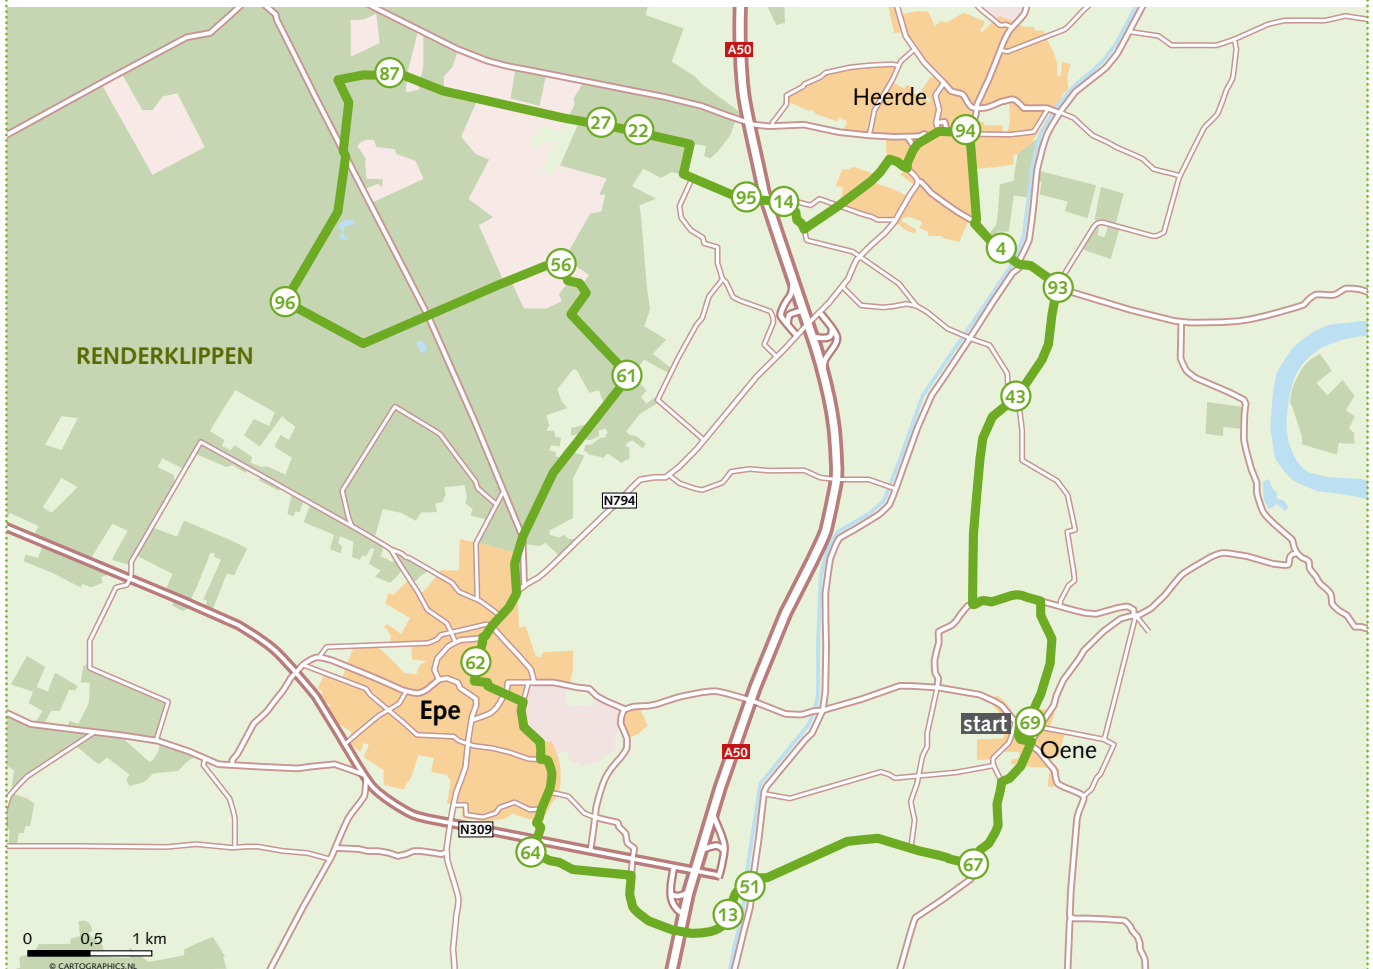 A50
87
Heerde
27
22
94
95
14
4
56
93
96
RENDERKLIPPEN
61
43
N794
62
Epe
start
69
A50
Oene
N309
64
67
51
13
0 0,5 1 km
© CARTOGRAPHICS.NL